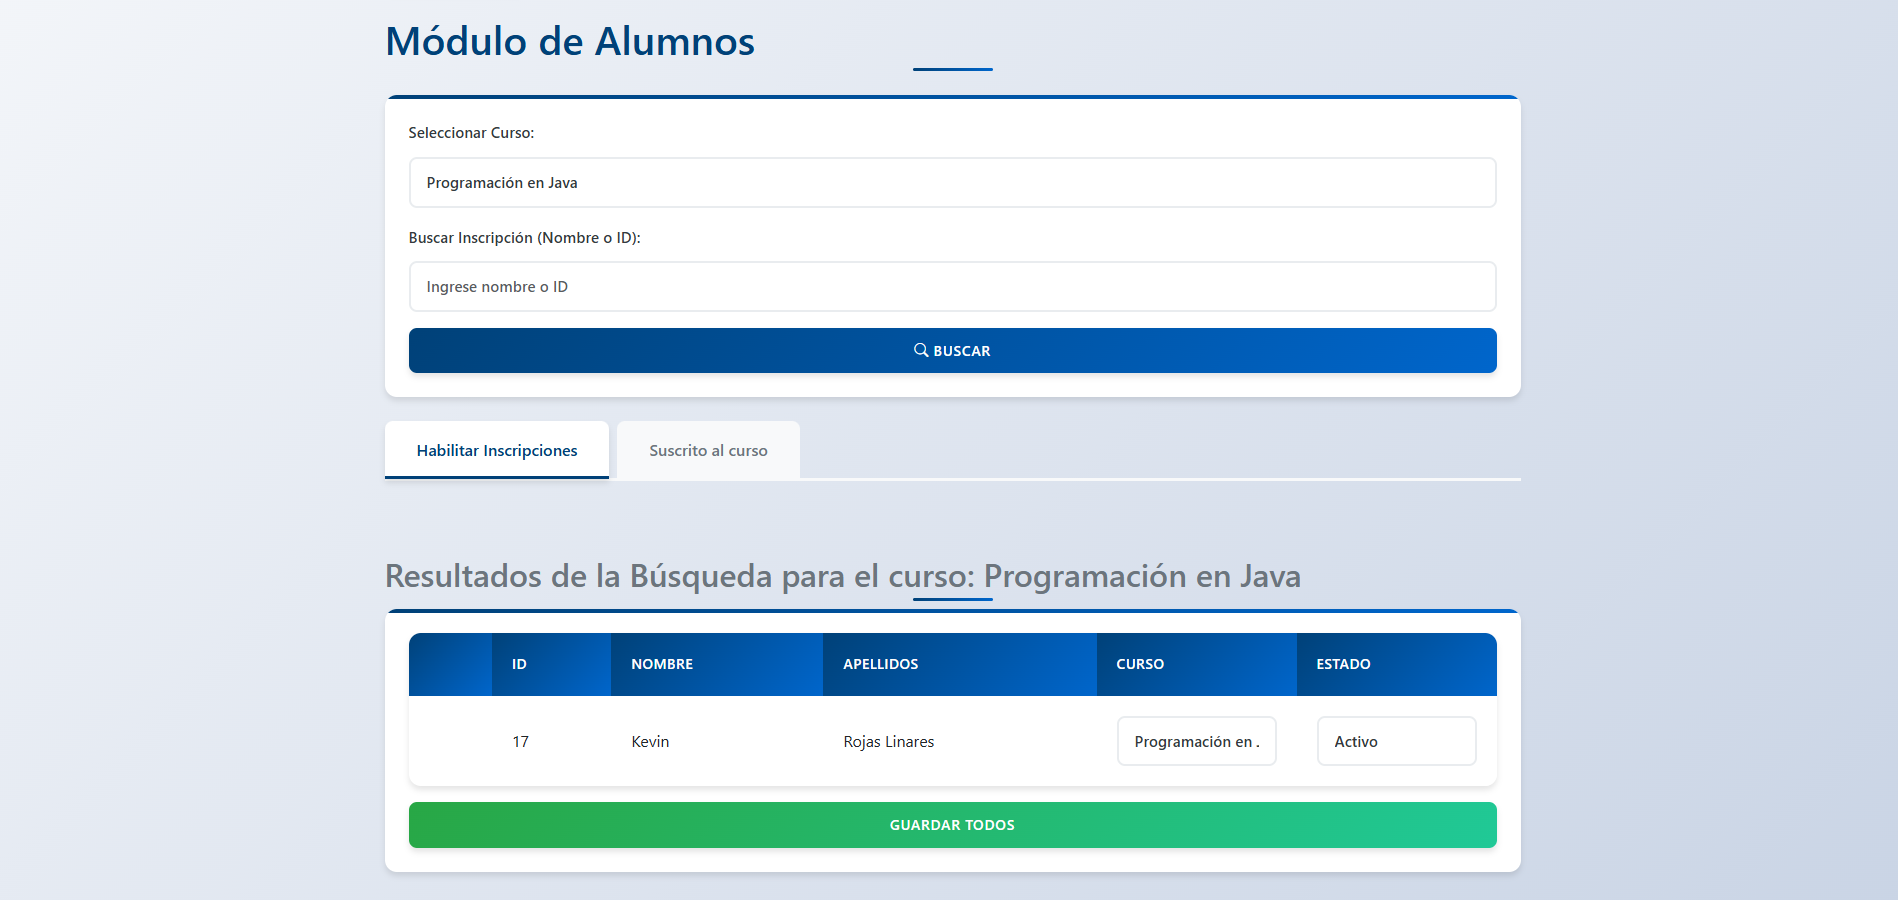 Módulo de Alumnos
Seleccionar Curso:
Programación en Java
Buscar Inscripción (Nombre o ID):
Ingrese nombre o ID
BUSCAR
Habilitar Inscripciones Suscrito al curso
Resultados de la Búsqueda para el curso: Programación en Java
ID NOMBRE APELLIDOS CURSO ESTADO
17 Kevin Rojas Linares Programación en . Activo
GUARDAR TODOS